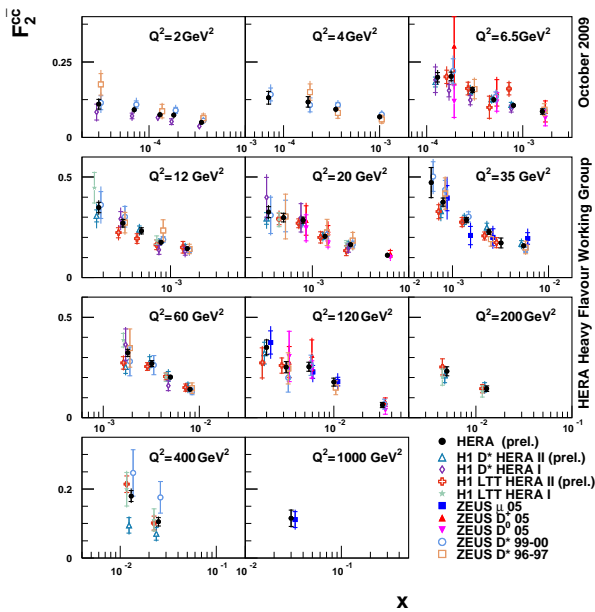 F₂^cc̄
Q²=2GeV² Q²=4GeV² Q²=6.5GeV²
0.25
0
10⁻⁴ 10⁻⁴ 10⁻³ 10⁻⁴ 10⁻³
Q²=12 GeV² Q²=20 GeV² Q²=35 GeV²
0.5
0
10⁻³ 10⁻³ 10⁻² 10⁻³ 10⁻²
Q²=60 GeV² Q²=120 GeV² Q²=200 GeV²
0.5
0
10⁻³ 10⁻² 10⁻² 10⁻² 10⁻¹
Q²=400GeV² Q²=1000 GeV²
0.2
0
10⁻² 10⁻¹ 10⁻² 10⁻¹
x
HERA (prel.)
H1 D* HERA II (prel.)
H1 D* HERA I
H1 LTT HERA II (prel.)
H1 LTT HERA I
ZEUS μ 05
ZEUS D⁺ 05
ZEUS D⁰ 05
ZEUS D* 99-00
ZEUS D* 96-97
HERA Heavy Flavour Working Group
October 2009